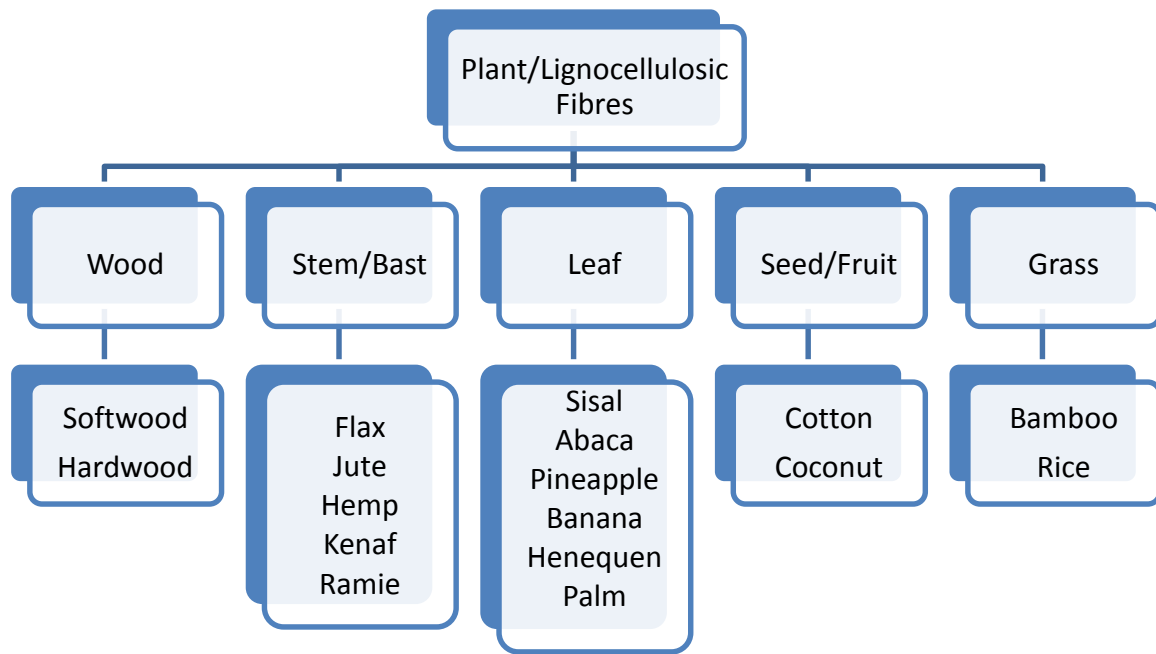 Plant/Lignocellulosic
Fibres
Wood
Stem/Bast
Leaf
Seed/Fruit
Grass
Softwood
Hardwood
Flax
Jute
Hemp
Kenaf
Ramie
Sisal
Abaca
Pineapple
Banana
Henequen
Palm
Cotton
Coconut
Bamboo
Rice